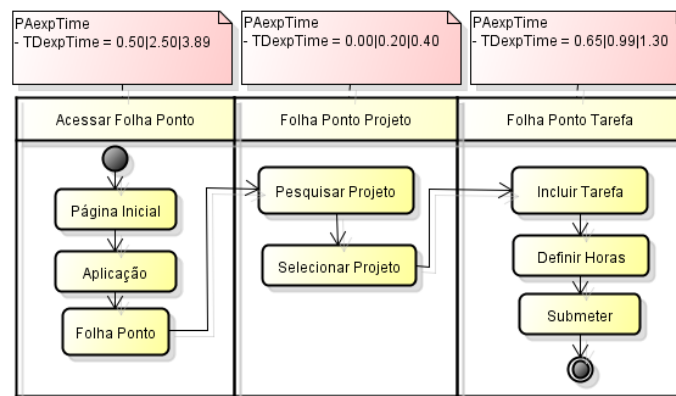 PAexpTime
- TDexpTime = 0.50|2.50|3.89
PAexpTime
- TDexpTime = 0.00|0.20|0.40
PAexpTime
- TDexpTime = 0.65|0.99|1.30
Acessar Folha Ponto
Folha Ponto Projeto
Folha Ponto Tarefa
Página Inicial
Aplicação
Folha Ponto
Pesquisar Projeto
Selecionar Projeto
Incluir Tarefa
Definir Horas
Submeter